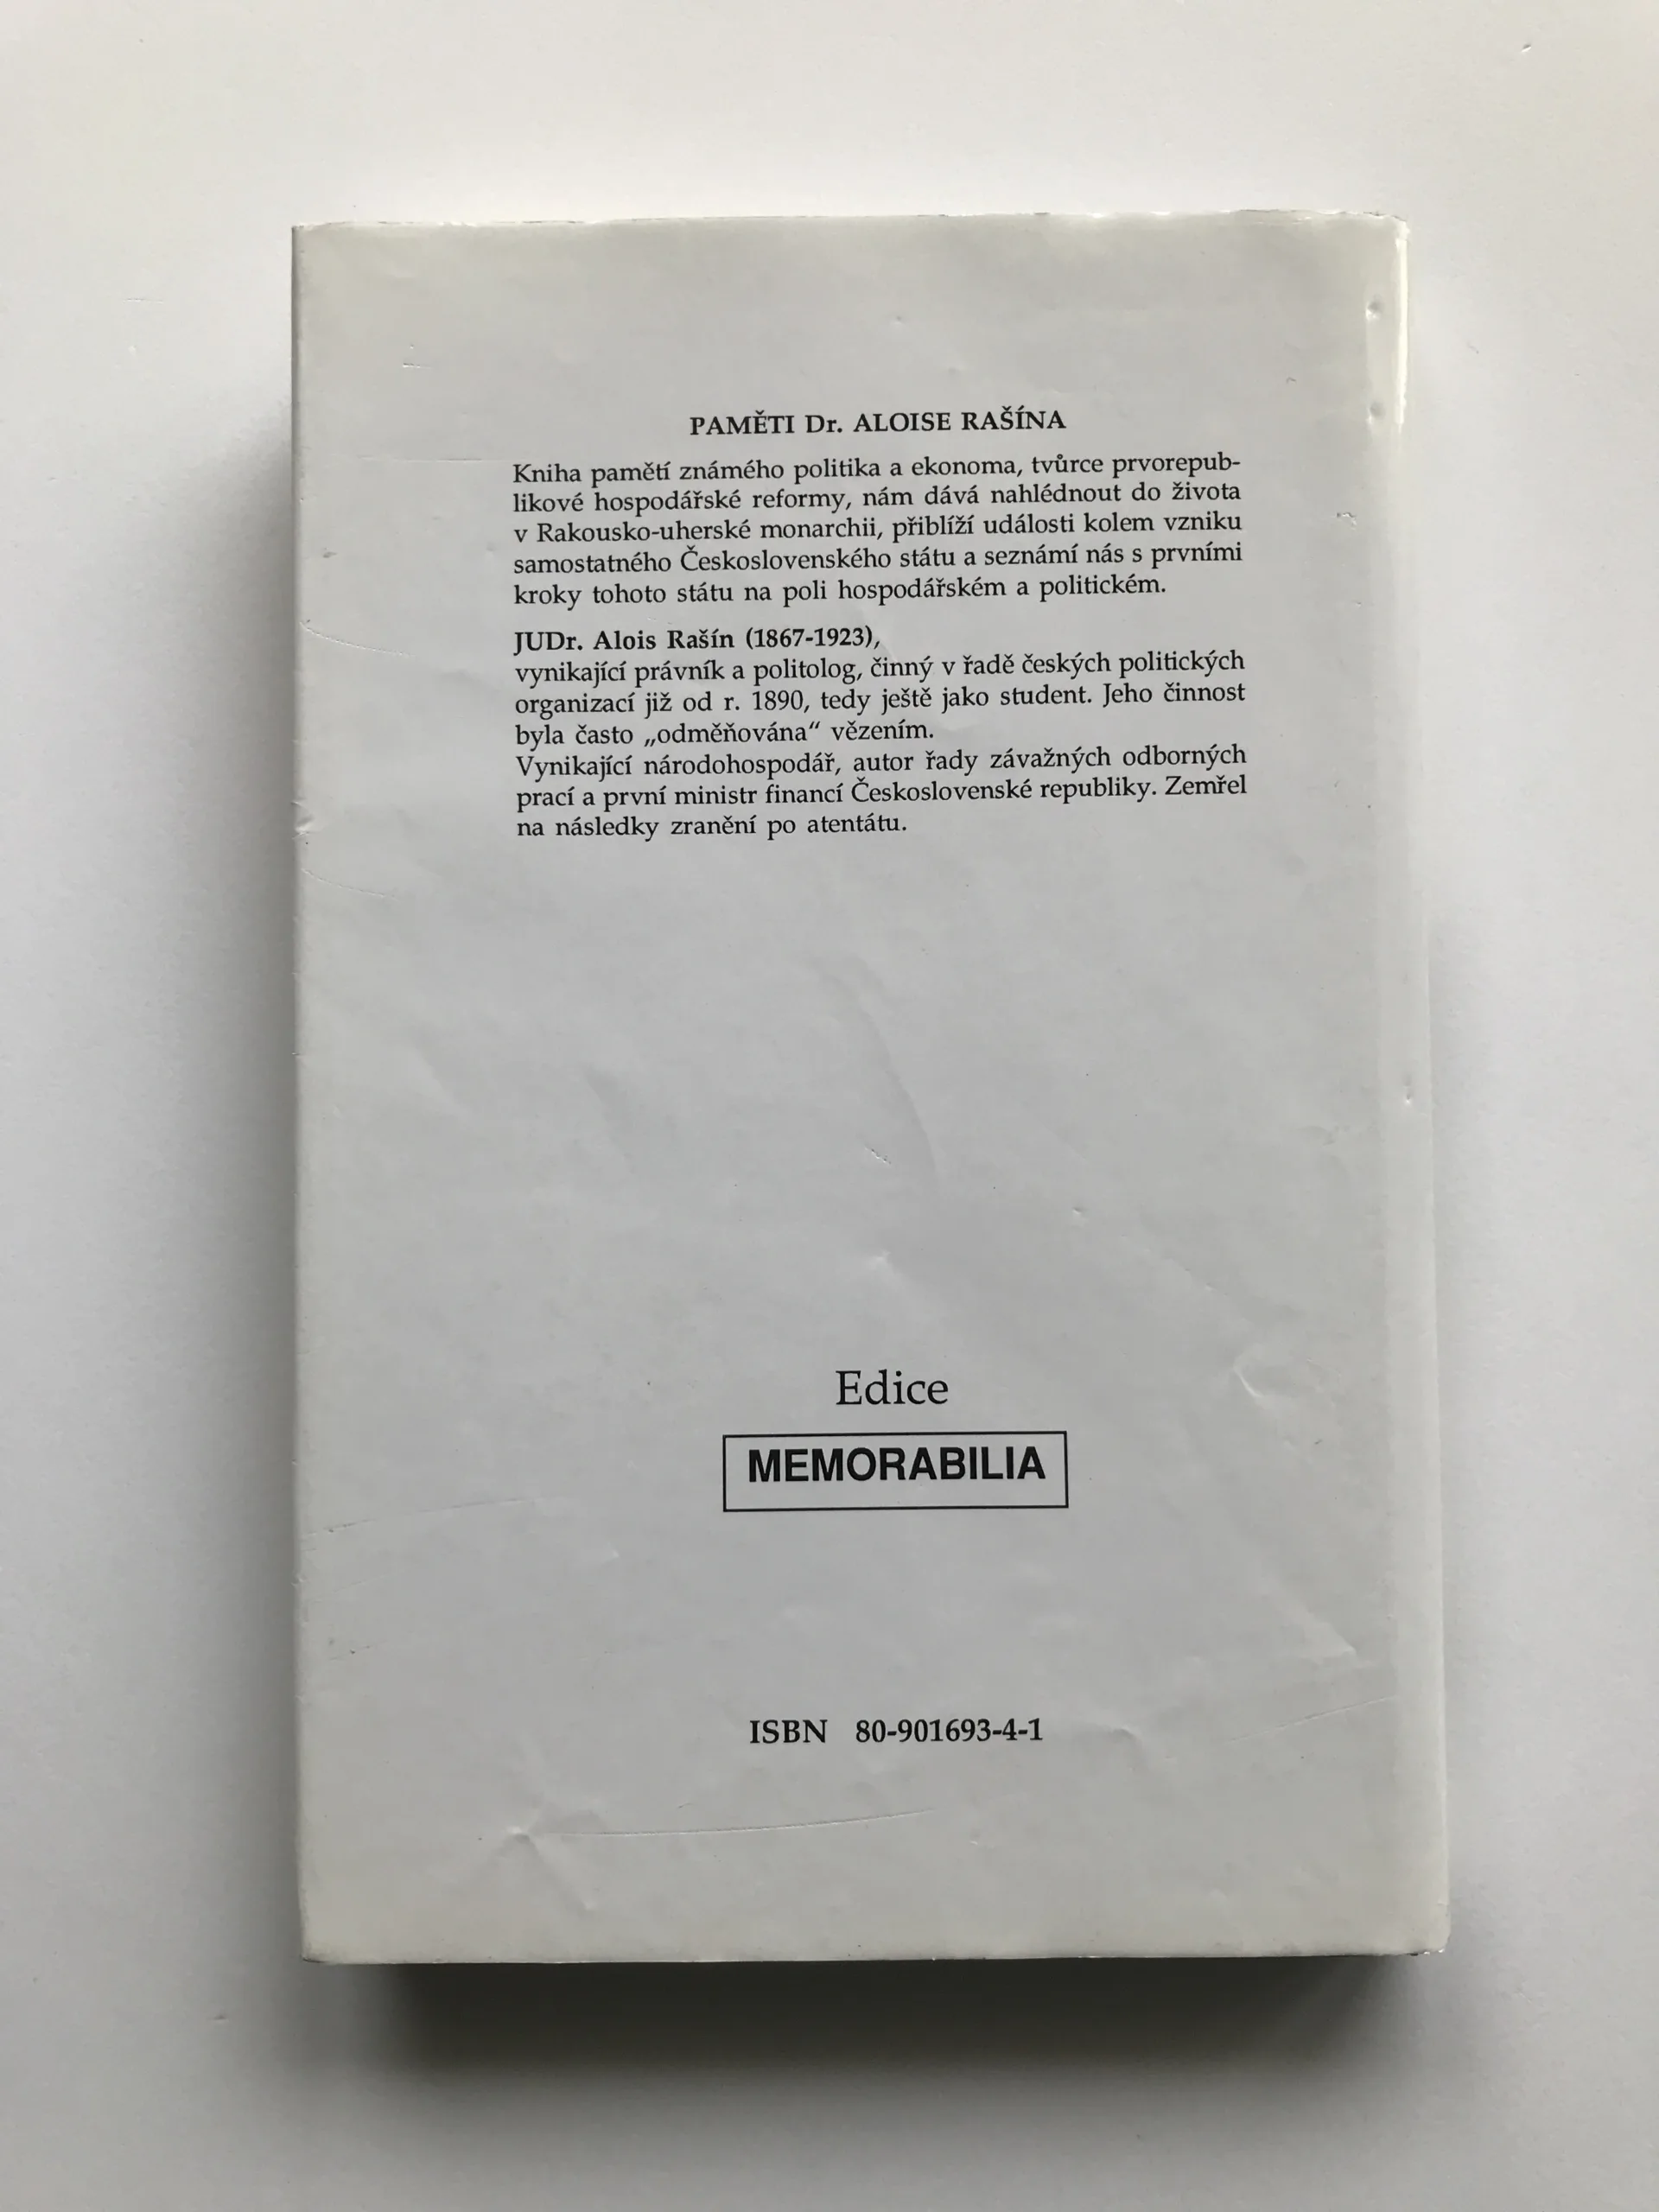 PAMĚTI Dr. ALOISE RAŠÍNA
Kniha pamětí známého politika a ekonoma, tvůrce prvorepub-
likové hospodářské reformy, nám dává nahlédnout do života
v Rakousko-uherské monarchii, přiblíží události kolem vzniku
samostatného Československého státu a seznámí nás s prvními
kroky tohoto státu na poli hospodářském a politickém.
JUDr. Alois Rašín (1867-1923),
vynikající právník a politolog, činný v řadě českých politických
organizací již od r. 1890, tedy ještě jako student. Jeho činnost
byla často „odměňována“ vězením.
Vynikající národohospodář, autor řady závažných odborných
prací a první ministr financí Československé republiky. Zemřel
na následky zranění po atentátu.
Edice
MEMORABILIA
ISBN 80-901693-4-1